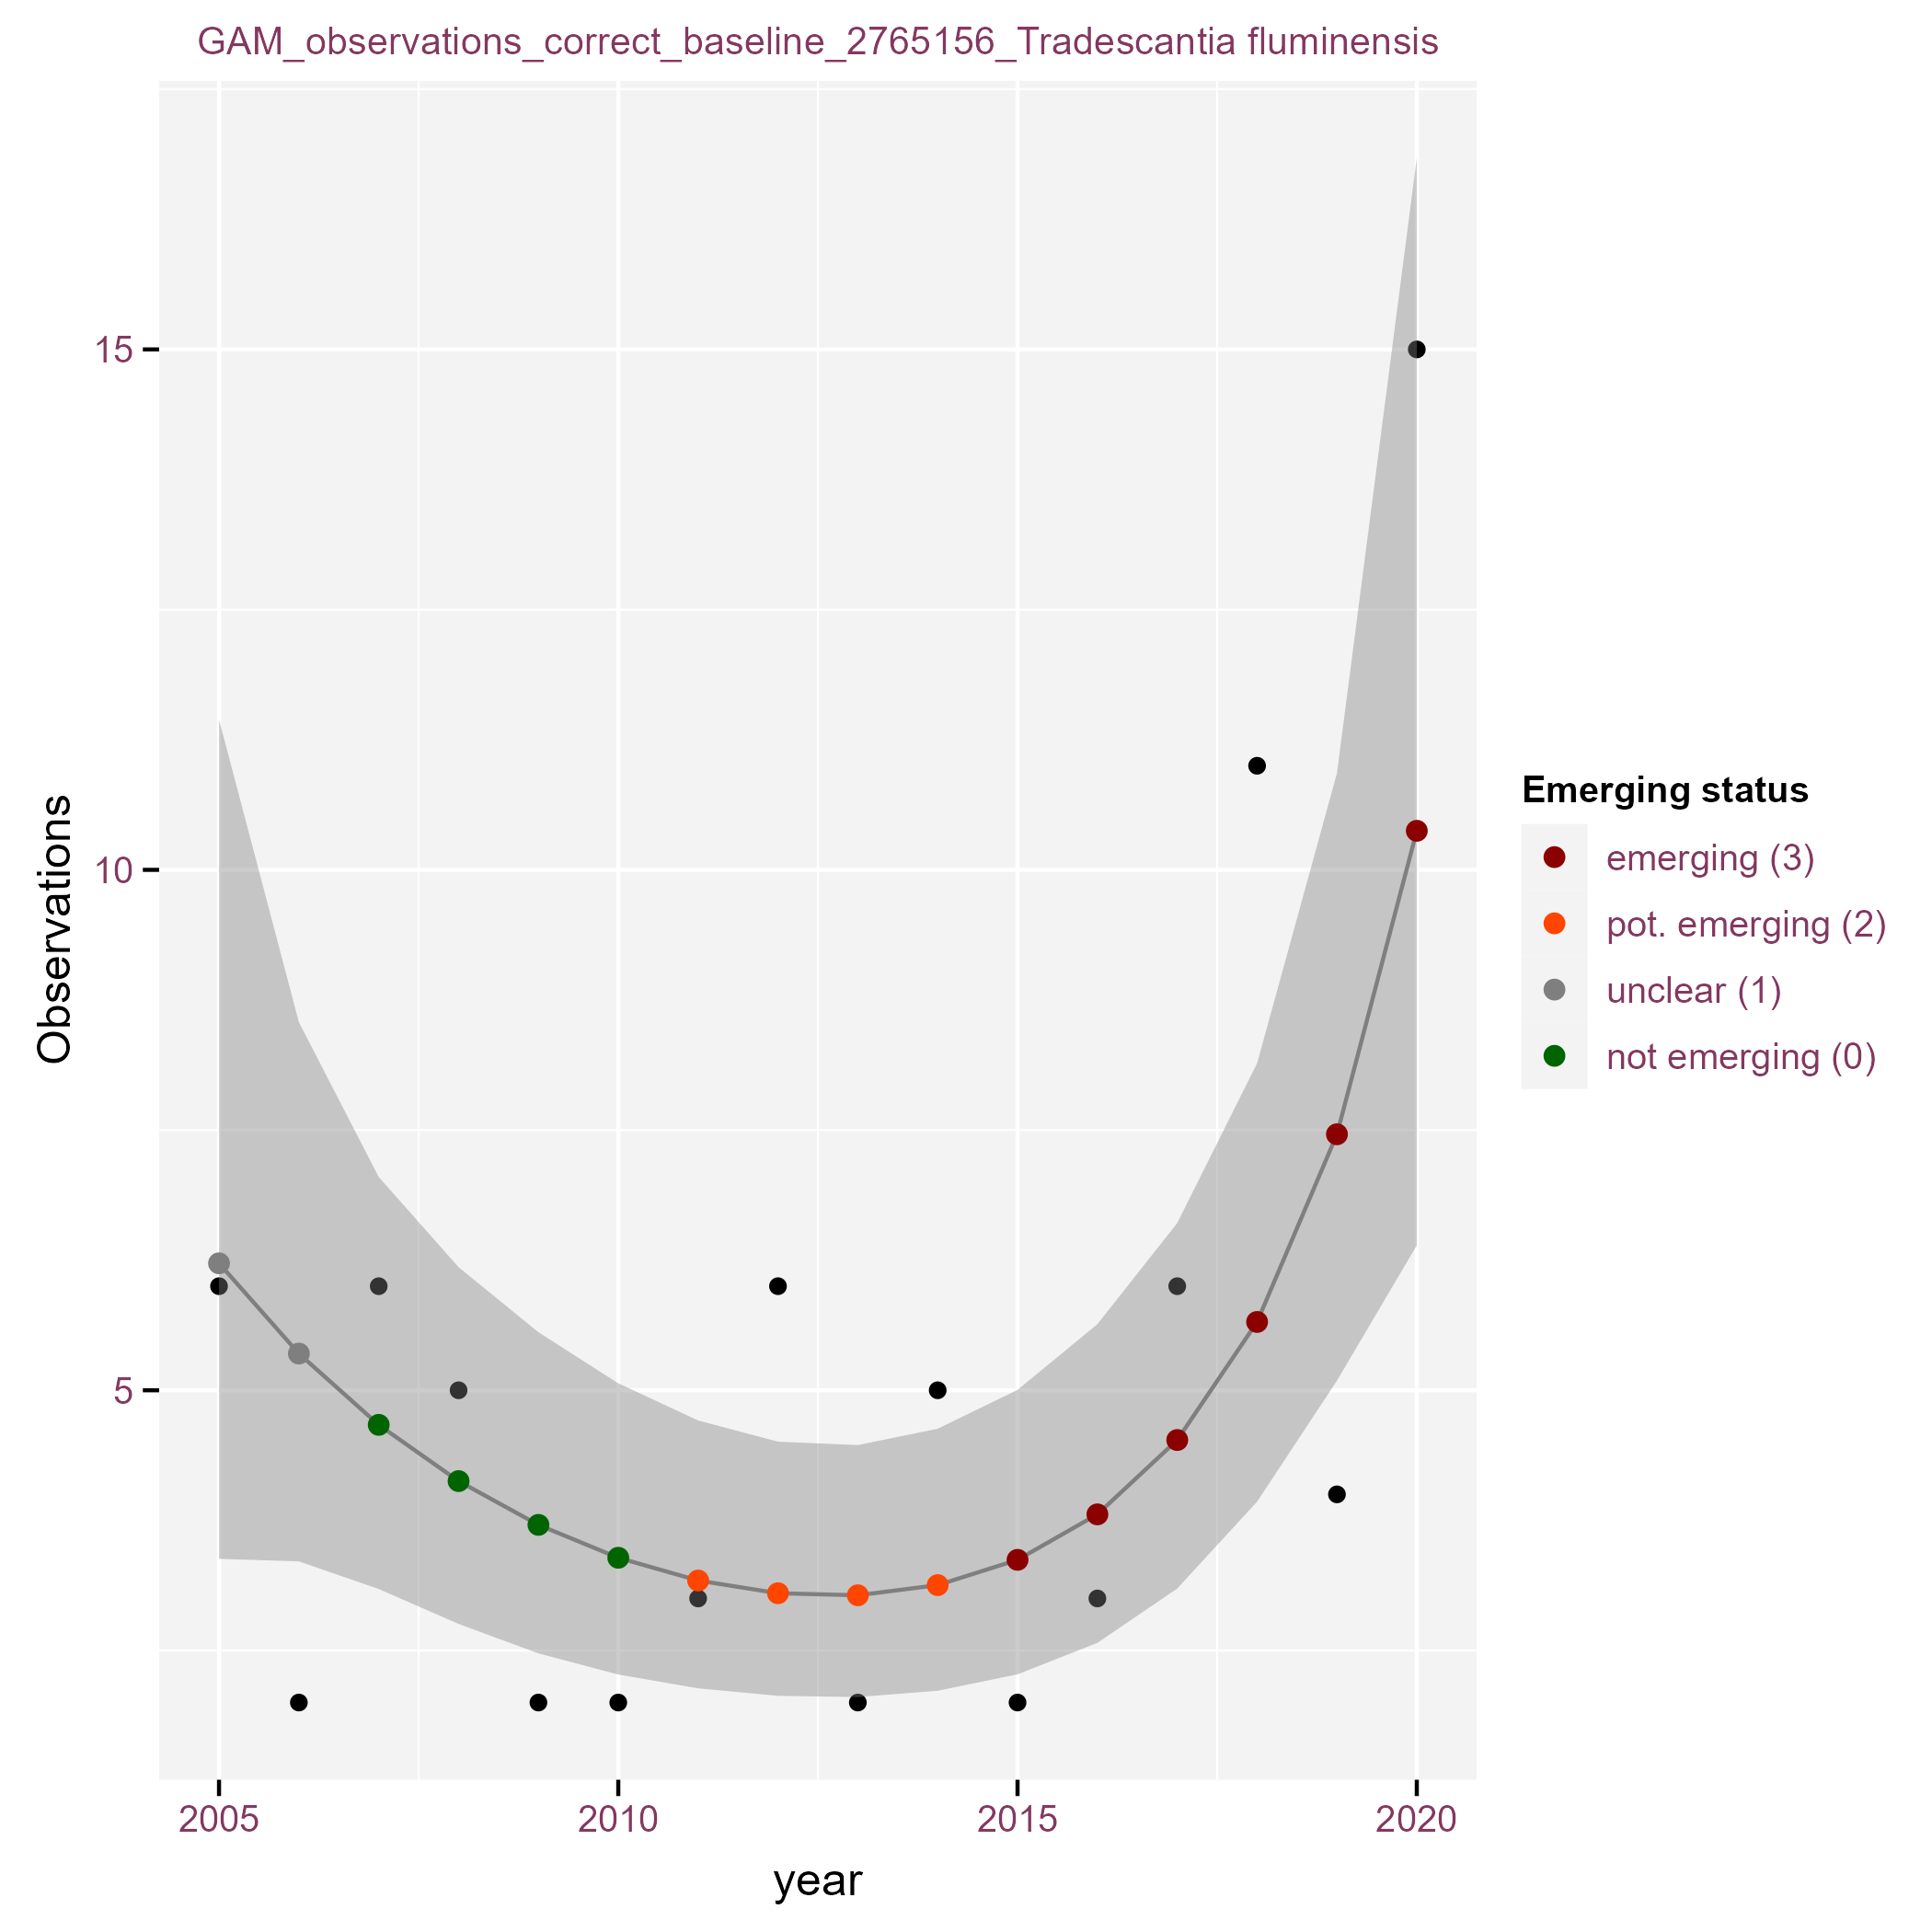 GAM_observations_correct_baseline_2765156_Tradescantia fluminensis
15
10
5
Observations
2005
2010
2015
2020
year
Emerging status
emerging (3)
pot. emerging (2)
unclear (1)
not emerging (0)